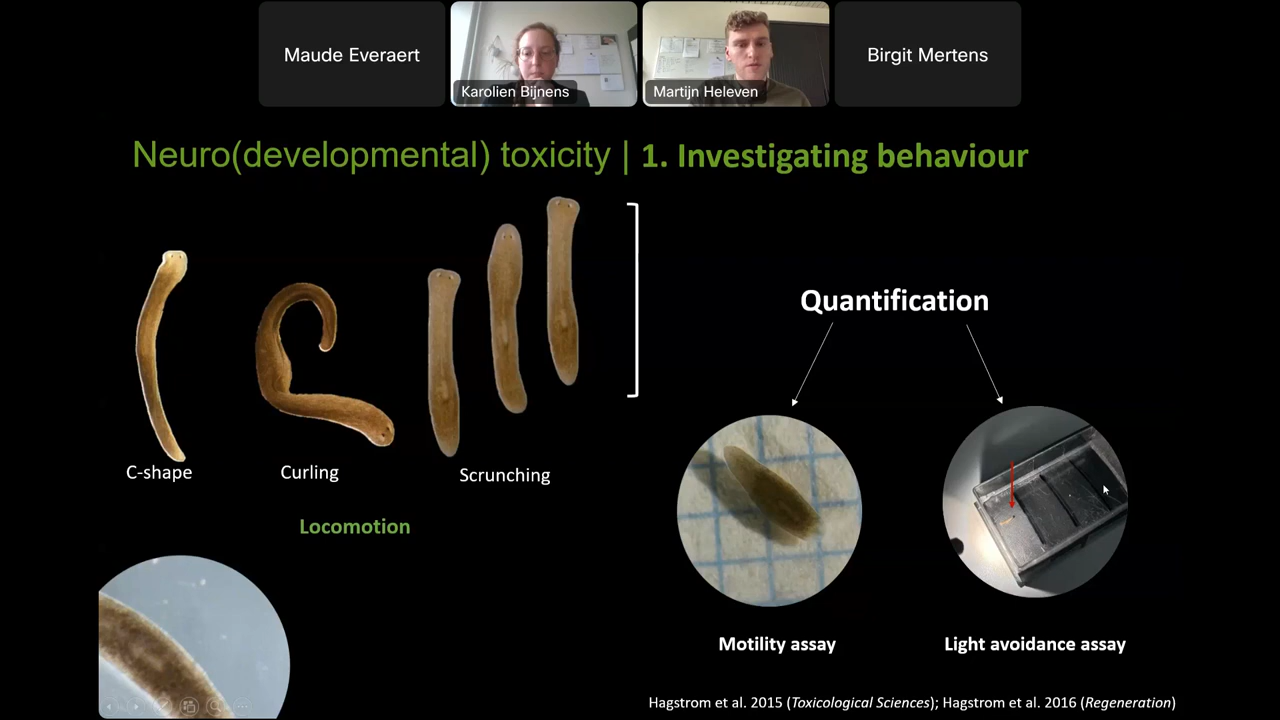 Maude Everaert
Karolien Bijnens
Martijn Heleven
Birgit Mertens
Neuro(developmental) toxicity | 1. Investigating behaviour
Quantification
C-shape
Curling
Scrunching
Locomotion
Motility assay
Light avoidance assay
Hagstrom et al. 2015 (Toxicological Sciences); Hagstrom et al. 2016 (Regeneration)